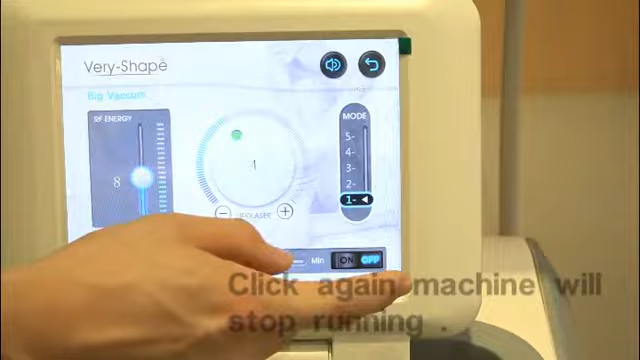 Very-Shape
Big Vacuum
RF ENERGY
8
4
MODE
5-
4-
3-
2-
1-
Min
ON OFF
Click again machine will
stop running .